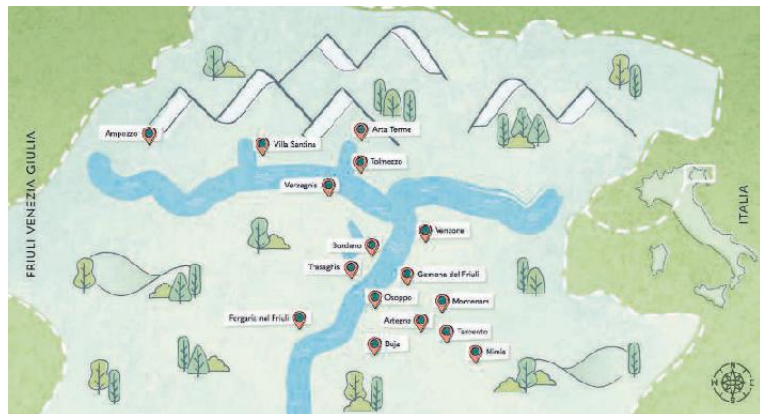 FRIULI VENEZIA GIULIA
ITALIA
Ampezzo
Villa Santina
Arta Terme
Tolmezzo
Verzegnis
Venzone
Bordano
Trasaghis
Gemona del Friuli
Osoppo
Montenars
Forgaria nel Friuli
Artegna
Tarcento
Buja
Nimis
N
E
S
W